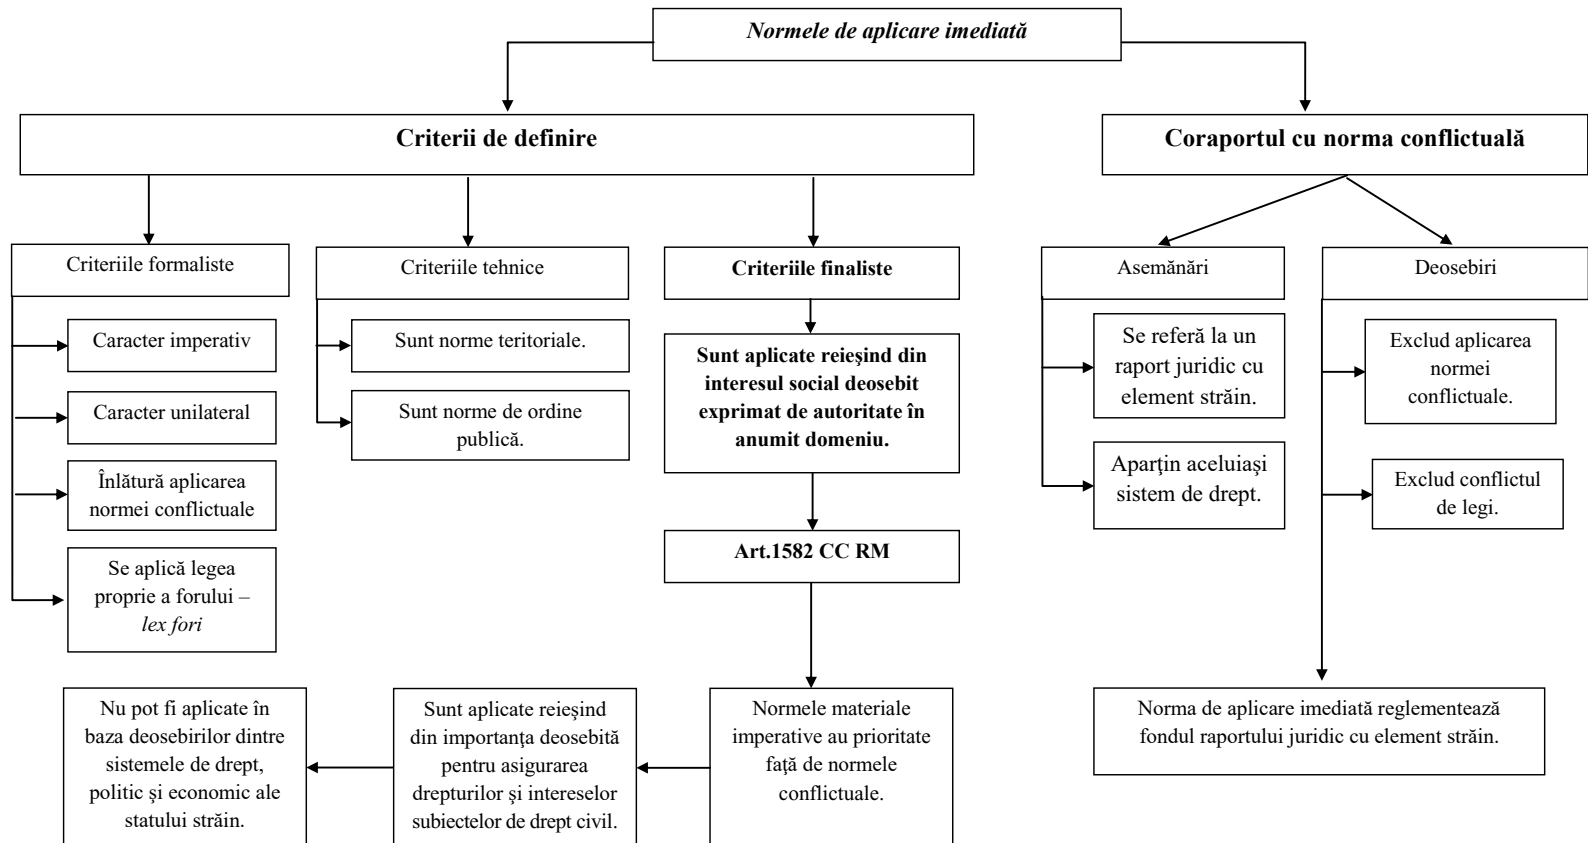 Normele de aplicare imediată
Criterii de definire
Coraportul cu norma conflictuală
Criteriile formaliste
Caracter imperativ
Caracter unilateral
Înlătură aplicarea
normei conflictuale
Se aplică legea
proprie a forului –
lex fori
Criteriile tehnice
Sunt norme teritoriale.
Sunt norme de ordine
publică.
Criteriile finaliste
Sunt aplicate reieşind din
interesul social deosebit
exprimat de autoritate în
anumit domeniu.
Art.1582 CC RM
Normele materiale
imperative au prioritate
faţă de normele
conflictuale.
Sunt aplicate reieşind
din importanţa deosebită
pentru asigurarea
drepturilor şi intereselor
subiectelor de drept civil.
Nu pot fi aplicate în
baza deosebirilor dintre
sistemele de drept,
politic şi economic ale
statului străin.
Asemănări
Se referă la un
raport juridic cu
element străin.
Aparţin aceluiaşi
sistem de drept.
Deosebiri
Exclud aplicarea
normei
conflictuale.
Exclud conflictul
de legi.
Norma de aplicare imediată reglementează
fondul raportului juridic cu element străin.